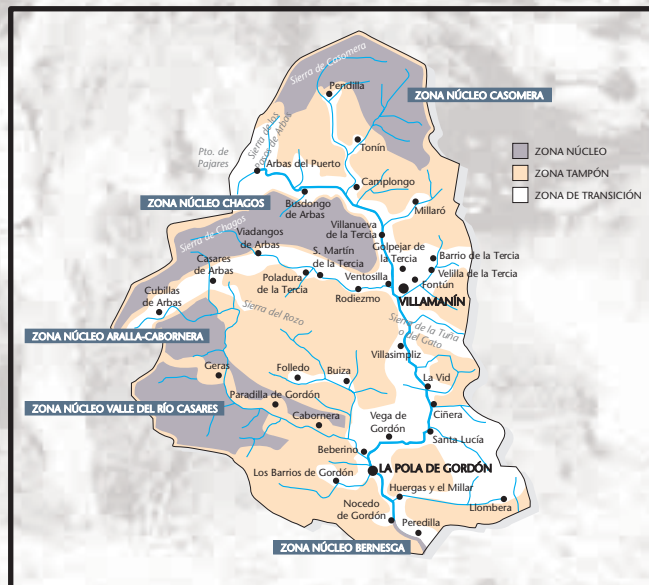 Sierra de Casomera
Pendilla
ZONA NÚCLEO CASOMERA
Sierra de los
Pozos de Arbas
Tonín
Pto. de
Pajares
Arbas del Puerto
ZONA NÚCLEO
ZONA TAMPÓN
ZONA DE TRANSICIÓN
Camplongo
ZONA NÚCLEO CHAGOS
Busdongo
de Arbas
Millaró
Sierra de Chagos
Viadangos
de Arbas
Villanueva
de la Tercia
Golpejar de
la Tercia
Casares
de Arbas
S. Martín
de la Tercia
Barrio de la Tercia
Velilla de la Tercia
Poladura
de la Tercia
Ventosilla
Fontún
Cubillas
de Arbas
Rodiezmo
VILLAMANÍN
Sierra del Rozo
Sierra de la Tuña
o del Gato
ZONA NÚCLEO ARALLA-CABORNERA
Villasimpliz
Geras
Folledo
Buiza
La Vid
ZONA NÚCLEO VALLE DEL RÍO CASARES
Paradilla de Gordón
Ciñera
Cabornera
Vega de
Gordón
Santa Lucía
Beberino
Los Barrios de Gordón
LA POLA DE GORDÓN
Huergas y el Millar
Llombera
Nocedo
de Gordón
Peredilla
ZONA NÚCLEO BERNESGA